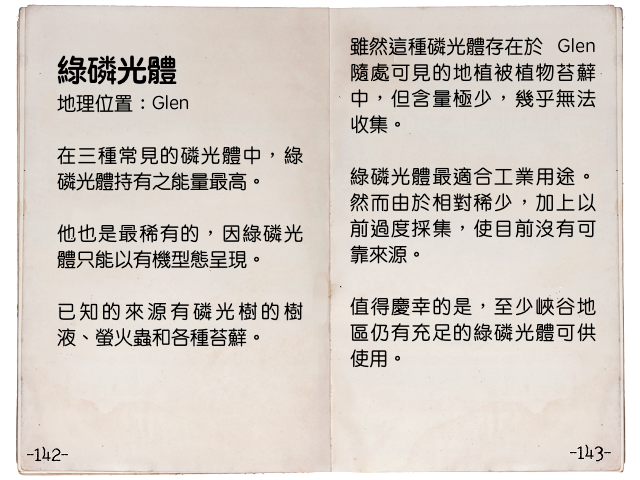 綠磷光體
地理位置：Glen
在三種常見的磷光體中，綠
磷光體持有之能量最高。
他也是最稀有的，因綠磷光
體只能以有機型態呈現。
已知的來源有磷光樹的樹
液、螢火蟲和各種苔蘚。
-142-
雖然這種磷光體存在於 Glen
隨處可見的地植被植物苔蘚
中，但含量極少，幾乎無法
收集。
綠磷光體最適合工業用途。
然而由於相對稀少，加上以
前過度採集，使目前沒有可
靠來源。
值得慶幸的是，至少峽谷地
區仍有充足的綠磷光體可供
使用。
-143-